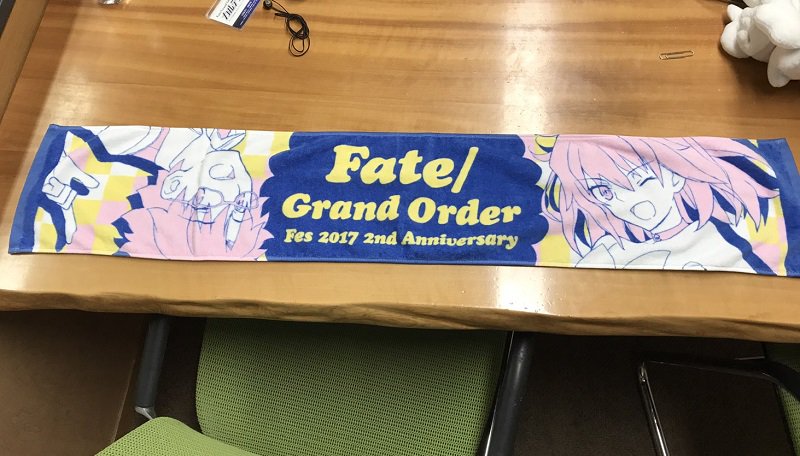 Fate/
Grand Order
Fes 2017 2nd Anniversary